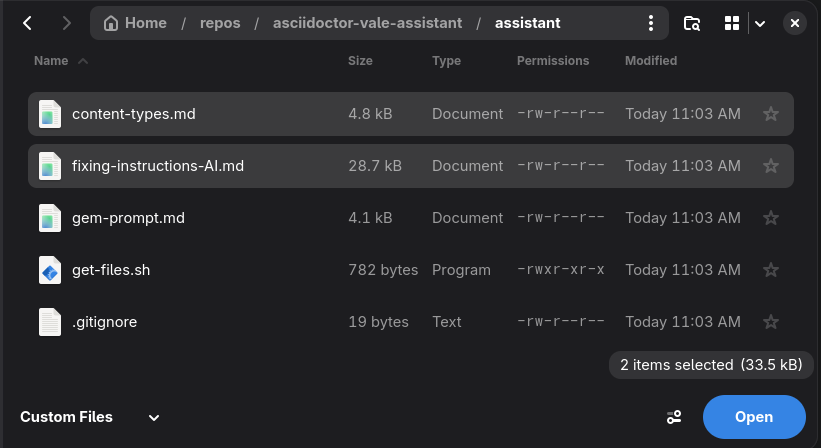 Home / repos / asciidoctor-vale-assistant / assistant
Name Size Type Permissions Modified
content-types.md 4.8 kB Document -rw-r--r-- Today 11:03 AM
fixing-instructions-AI.md 28.7 kB Document -rw-r--r-- Today 11:03 AM
gem-prompt.md 4.1 kB Document -rw-r--r-- Today 11:03 AM
get-files.sh 782 bytes Program -rwxr-xr-x Today 11:03 AM
.gitignore 19 bytes Text -rw-r--r-- Today 11:03 AM
2 items selected (33.5 kB)
Custom Files Open